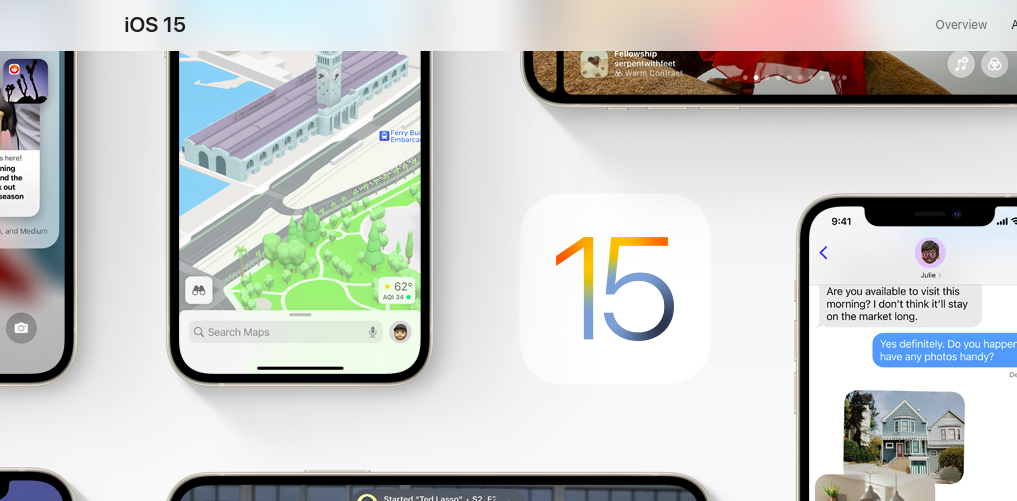 iOS 15
Overview
s here!
ning
nd the
out
season
, and Medium
Ferry Bu
Embarca
62°
AQI 34
Search Maps
Fellowship
serpentwithfeet
Warm Contrast
15
9:41
Julie
Are you available to visit this
morning? I don't think it'll stay
on the market long.
Yes definitely. Do you happen
have any photos handy?
De
Started “Ted Lasso” · S2, E2